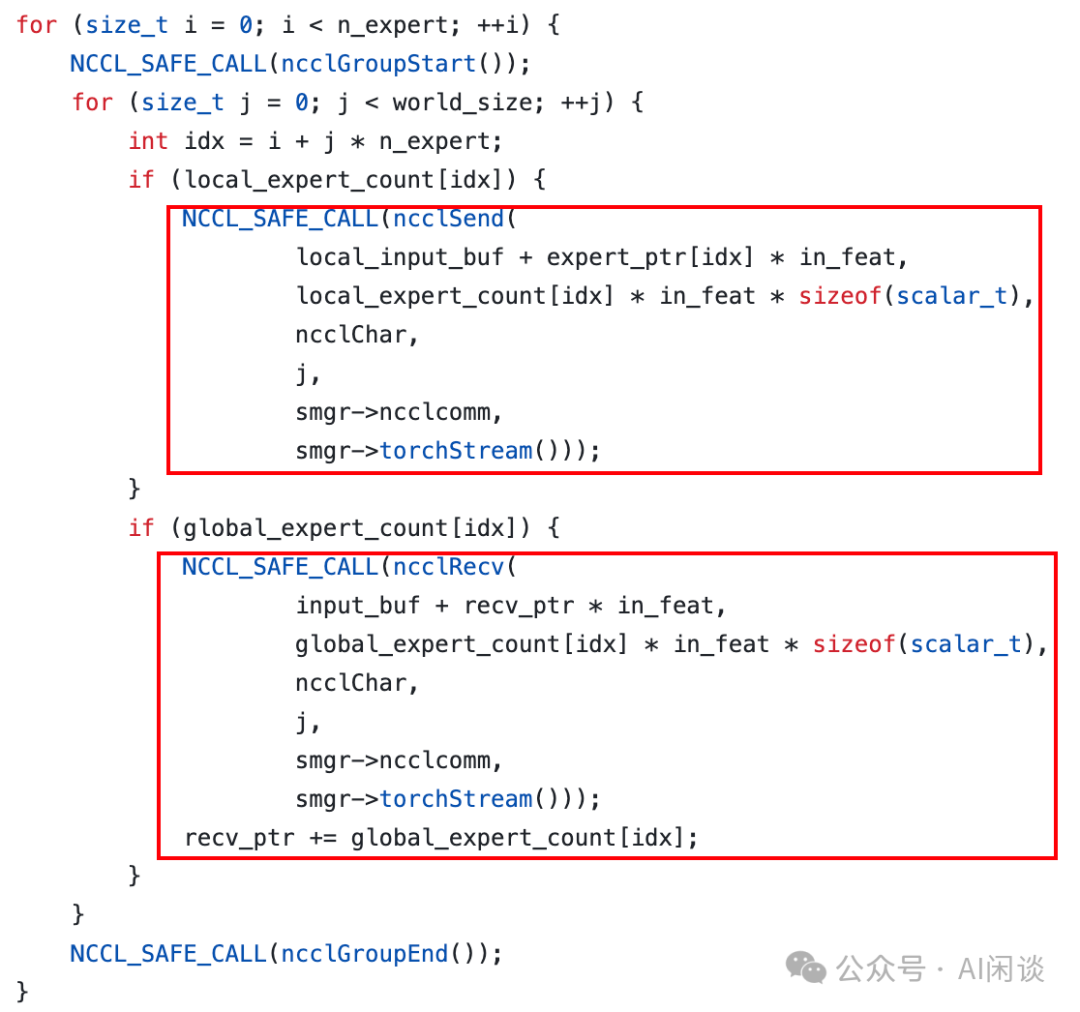 for (size_t i = 0; i < n_expert; ++i) {
    NCCL_SAFE_CALL(ncclGroupStart());
    for (size_t j = 0; j < world_size; ++j) {
        int idx = i + j * n_expert;
        if (local_expert_count[idx]) {
            NCCL_SAFE_CALL(ncclSend(
                    local_input_buf + expert_ptr[idx] * in_feat,
                    local_expert_count[idx] * in_feat * sizeof(scalar_t),
                    ncclChar,
                    j,
                    smgr->ncclcomm,
                    smgr->torchStream()));
        }
        if (global_expert_count[idx]) {
            NCCL_SAFE_CALL(ncclRecv(
                    input_buf + recv_ptr * in_feat,
                    global_expert_count[idx] * in_feat * sizeof(scalar_t),
                    ncclChar,
                    j,
                    smgr->ncclcomm,
                    smgr->torchStream()));
            recv_ptr += global_expert_count[idx];
        }
    }
    NCCL_SAFE_CALL(ncclGroupEnd());
}
公众号 · AI闲谈